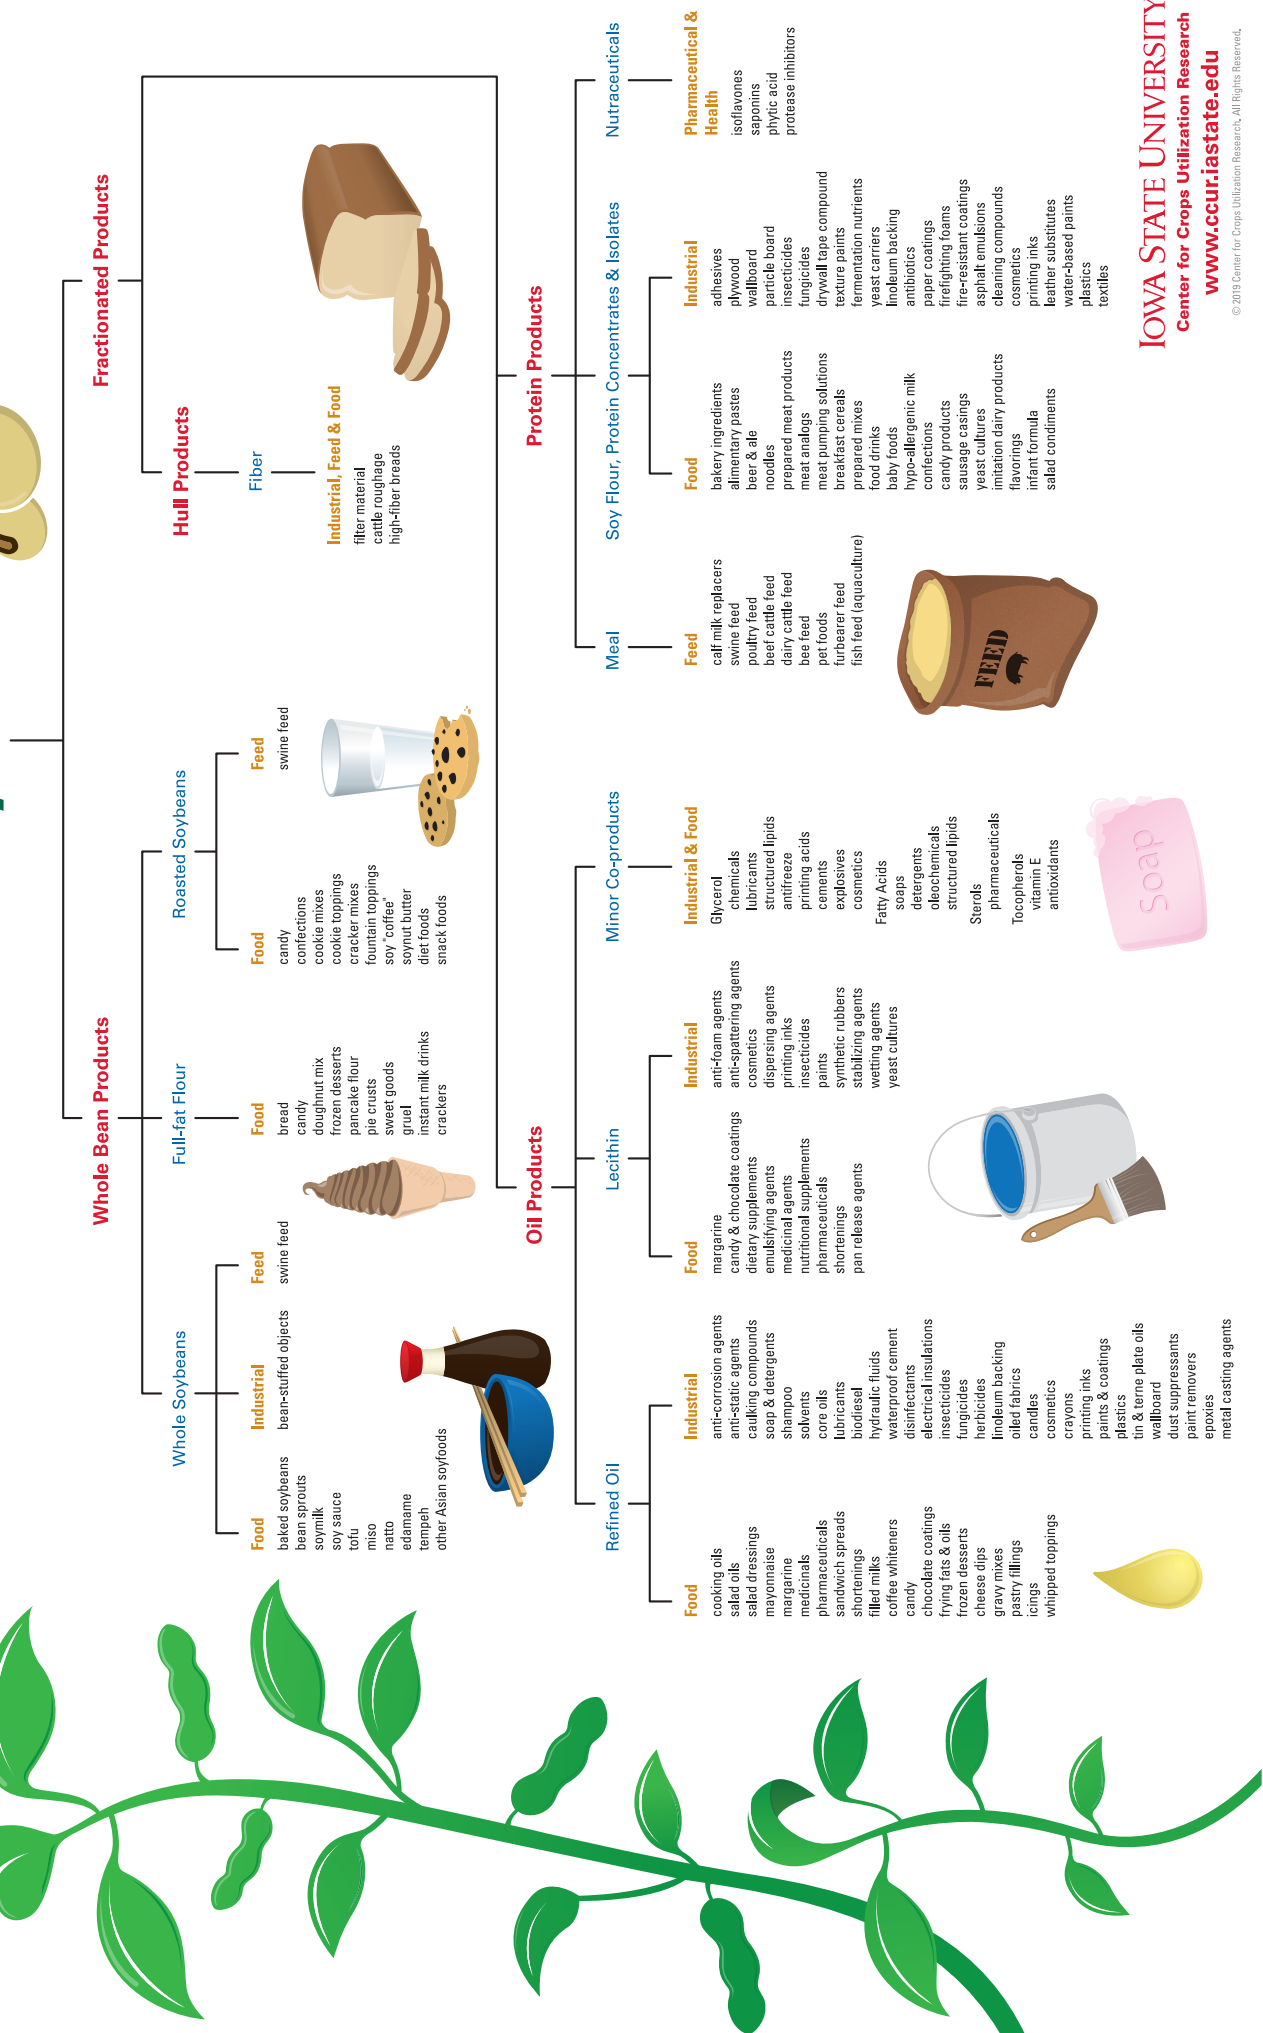 Whole Bean Products
Fractionated Products
Whole Soybeans
Full-fat Flour
Roasted Soybeans
Hull Products
Food
baked soybeans
bean sprouts
soymilk
soy sauce
tofu
miso
natto
edamame
tempeh
other Asian soyfoods
Industrial
bean-stuffed objects
Feed
swine feed
Food
bread
candy
doughnut mix
frozen desserts
pancake flour
pie crusts
sweet goods
gruel
instant milk drinks
crackers
Food
candy
confections
cookie mixes
cookie toppings
cracker mixes
fountain toppings
soy "coffee"
soynut butter
diet foods
snack foods
Feed
swine feed
Fiber
Industrial, Feed & Food
filter material
cattle roughage
high-fiber breads
Oil Products
Protein Products
Refined Oil
Lecithin
Minor Co-products
Meal
Soy Flour, Protein Concentrates & Isolates
Nutraceuticals
Food
cooking oils
salad oils
salad dressings
mayonnaise
margarine
medicinals
pharmaceuticals
sandwich spreads
shortenings
filled milks
coffee whiteners
candy
chocolate coatings
frying fats & oils
frozen desserts
cheese dips
gravy mixes
pastry fillings
icings
whipped toppings
Industrial
anti-corrosion agents
anti-static agents
caulking compounds
soap & detergents
shampoo
solvents
core oils
lubricants
biodiesel
hydraulic fluids
waterproof cement
disinfectants
electrical insulations
insecticides
fungicides
herbicides
linoleum backing
oiled fabrics
candles
cosmetics
crayons
printing inks
paints & coatings
plastics
tin & terne plate oils
wallboard
dust suppressants
paint removers
epoxies
metal casting agents
Food
margarine
candy & chocolate coatings
dietary supplements
emulsifying agents
medicinal agents
nutritional supplements
pharmaceuticals
shortenings
pan release agents
Industrial
anti-foam agents
anti-spattering agents
cosmetics
dispersing agents
printing inks
insecticides
paints
synthetic rubbers
stabilizing agents
wetting agents
yeast cultures
Industrial & Food
Glycerol
chemicals
lubricants
structured lipids
antifreeze
printing acids
cements
explosives
cosmetics
Fatty Acids
soaps
detergents
oleochemicals
structured lipids
Sterols
pharmaceuticals
Tocopherols
vitamin E
antioxidants
Soap
Feed
calf milk replacers
swine feed
poultry feed
beef cattle feed
dairy cattle feed
bee feed
pet foods
furbearer feed
fish feed (aquaculture)
FEED
Food
bakery ingredients
alimentary pastes
beer & ale
noodles
prepared meat products
meat analogs
meat pumping solutions
breakfast cereals
prepared mixes
food drinks
baby foods
hypo-allergenic milk
confections
candy products
sausage casings
yeast cultures
imitation dairy products
flavorings
infant formula
salad condiments
Industrial
adhesives
plywood
wallboard
particle board
insecticides
fungicides
drywall tape compound
texture paints
fermentation nutrients
yeast carriers
linoleum backing
antibiotics
paper coatings
firefighting foams
fire-resistant coatings
asphalt emulsions
cleaning compounds
cosmetics
printing inks
leather substitutes
water-based paints
plastics
textiles
Pharmaceutical &
Health
isoflavones
saponins
phytic acid
protease inhibitors
IOWA STATE UNIVERSITY
Center for Crops Utilization Research
www.ccur.iastate.edu
© 2019 Center for Crops Utilization Research. All Rights Reserved.